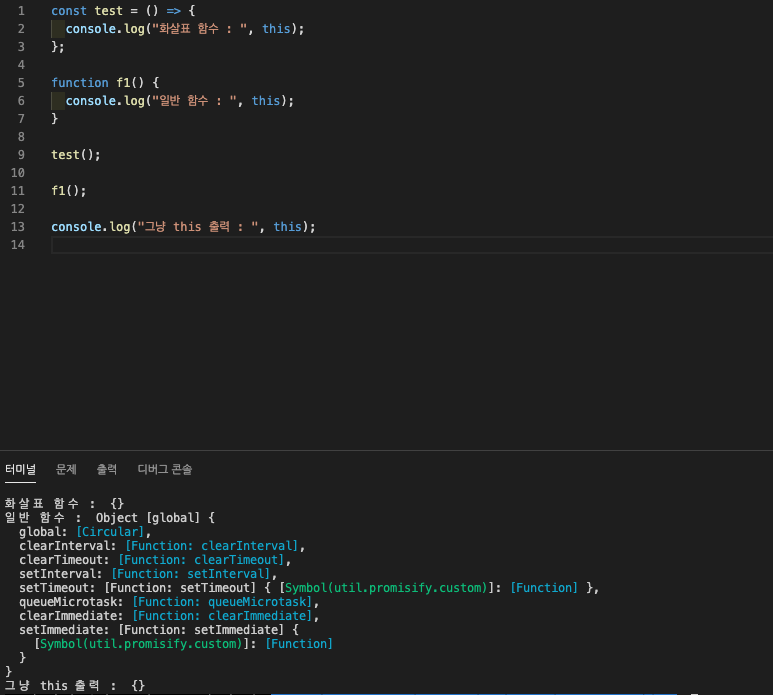 1 const test = () => {
2 console.log("화살표 함수 : ", this);
3 };
4
5 function f1() {
6 console.log("일반 함수 : ", this);
7 }
8
9 test();
10
11 f1();
12
13 console.log("그냥 this 출력 : ", this);
14
터미널 문제 출력 디버그 콘솔
화살표 함수 :  {}
일반 함수 :  Object [global] {
  global: [Circular],
  clearInterval: [Function: clearInterval],
  clearTimeout: [Function: clearTimeout],
  setInterval: [Function: setInterval],
  setTimeout: [Function: setTimeout] { [Symbol(util.promisify.custom)]: [Function] },
  queueMicrotask: [Function: queueMicrotask],
  clearImmediate: [Function: clearImmediate],
  setImmediate: [Function: setImmediate] {
    [Symbol(util.promisify.custom)]: [Function]
  }
}
그냥 this 출력 :  {}